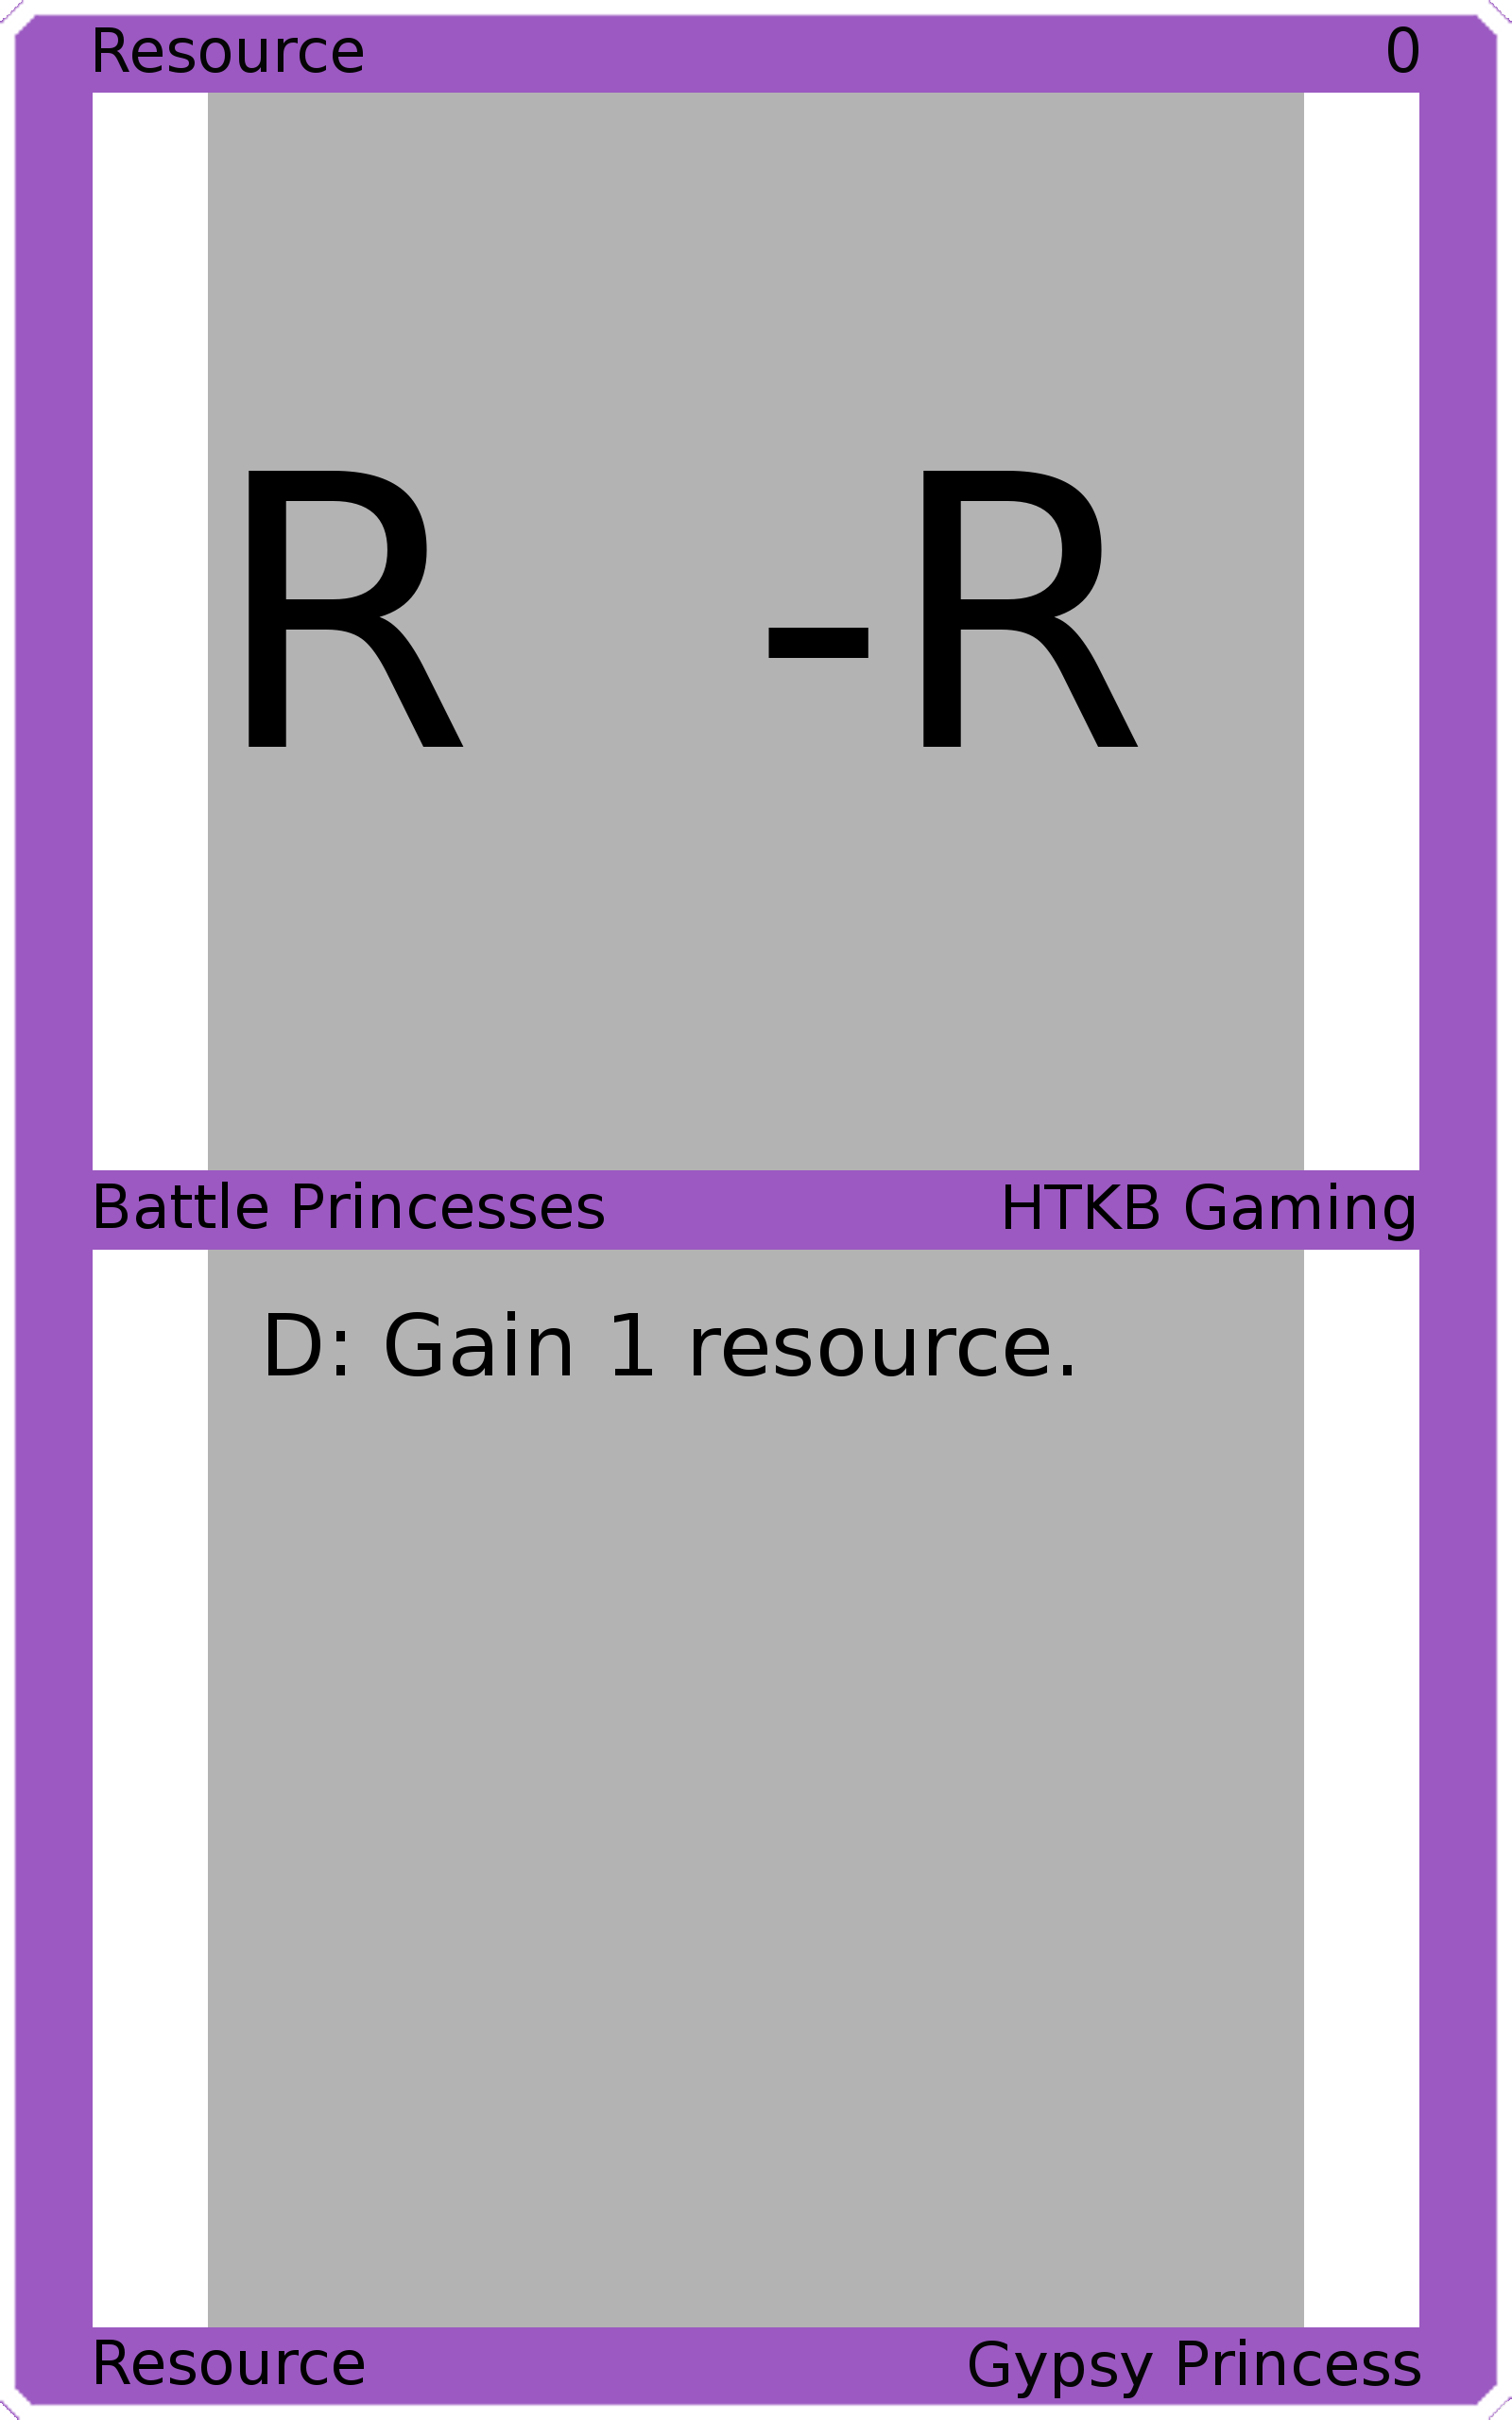 Resource 0
R  -R
Battle Princesses HTKB Gaming
D: Gain 1 resource.
Resource Gypsy Princess